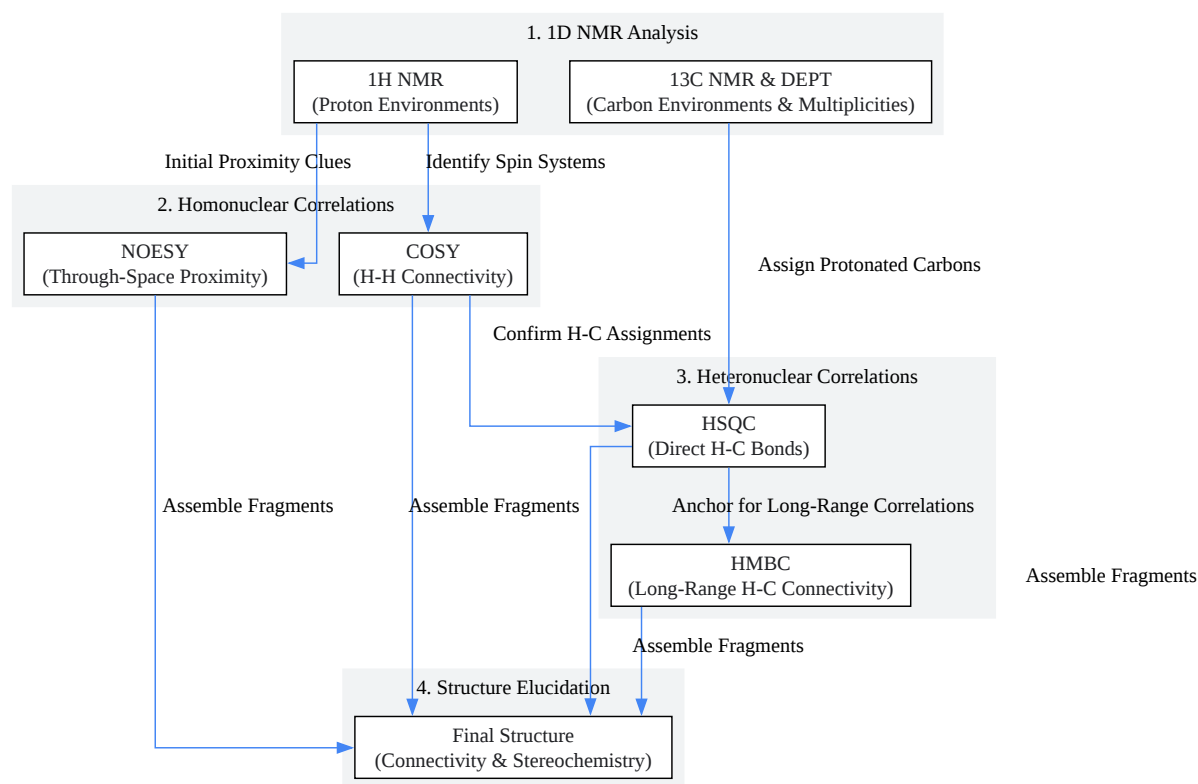 1. 1D NMR Analysis
1H NMR
(Proton Environments)
13C NMR & DEPT
(Carbon Environments & Multiplicities)
Initial Proximity Clues
Identify Spin Systems
2. Homonuclear Correlations
NOESY
(Through-Space Proximity)
COSY
(H-H Connectivity)
Assign Protonated Carbons
Confirm H-C Assignments
3. Heteronuclear Correlations
HSQC
(Direct H-C Bonds)
Assemble Fragments
Assemble Fragments
Anchor for Long-Range Correlations
HMBC
(Long-Range H-C Connectivity)
Assemble Fragments
Assemble Fragments
4. Structure Elucidation
Final Structure
(Connectivity & Stereochemistry)